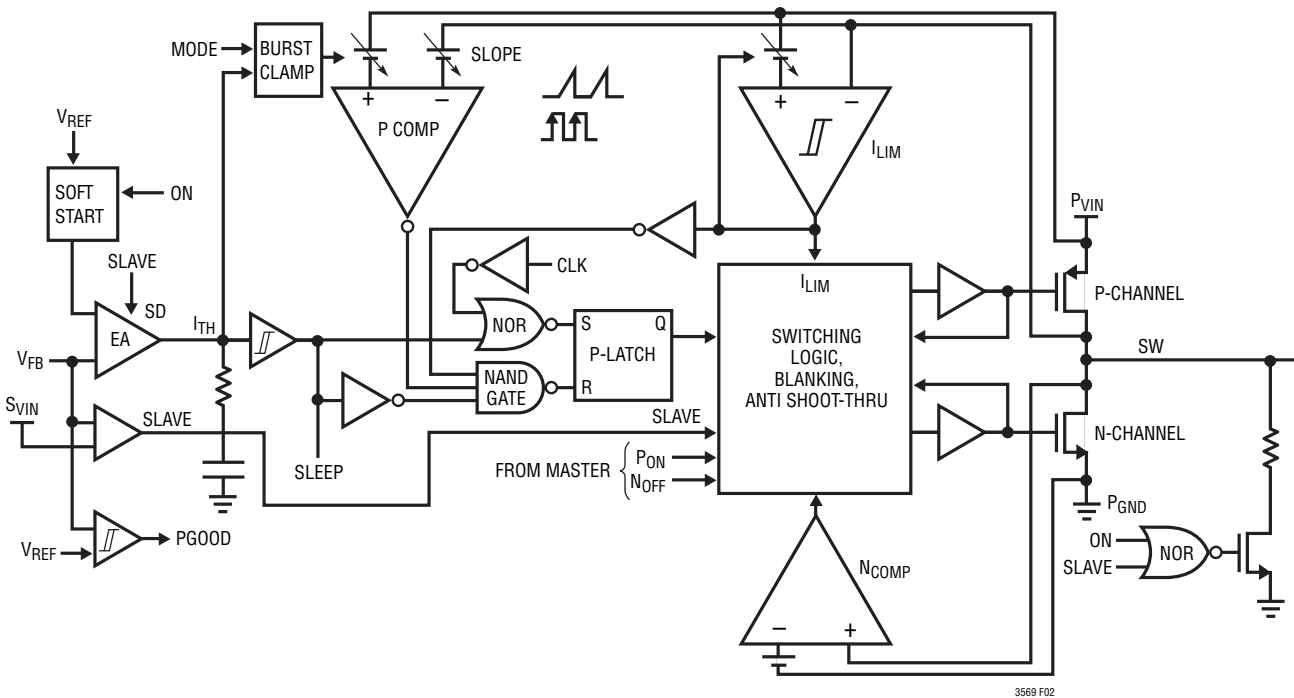 MODE
BURST
CLAMP
SLOPE
+
−
P COMP
+
−
ILIM
VREF
SOFT
START
ON
PVIN
SLAVE
SD
ITH
EA
VFB
CLK
NOR
S
Q
P-LATCH
R
NAND
GATE
ILIM
SWITCHING
LOGIC,
BLANKING,
ANTI SHOOT-THRU
P-CHANNEL
SW
N-CHANNEL
SVIN
SLAVE
SLEEP
SLAVE
FROM MASTER
PON
NOFF
PGND
VREF
PGOOD
NCOMP
−
+
ON
SLAVE
NOR
3569 F02